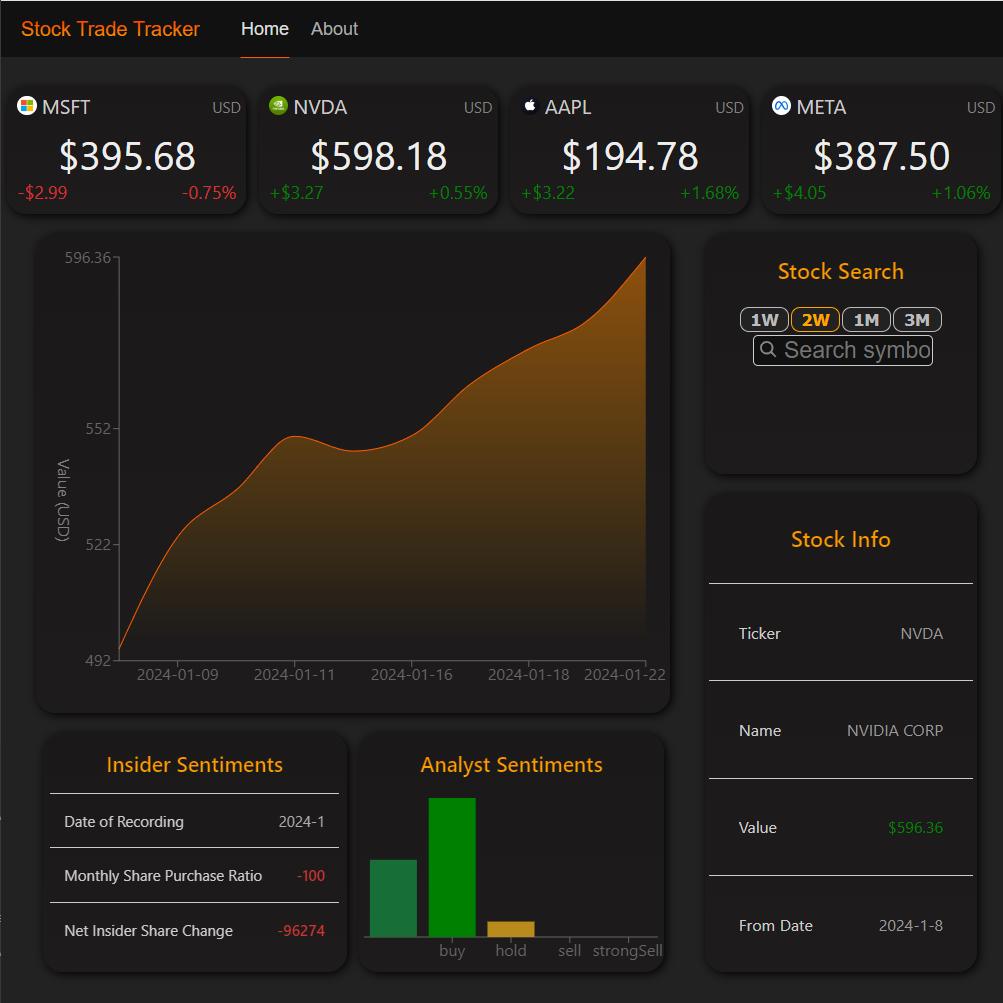 Stock Trade Tracker Home About
MSFT USD
$395.68
-$2.99 -0.75%
NVDA USD
$598.18
+$3.27 +0.55%
AAPL USD
$194.78
+$3.22 +1.68%
META USD
$387.50
+$4.05 +1.06%
596.36
552
522
492
Value (USD)
2024-01-09 2024-01-11 2024-01-16 2024-01-18 2024-01-22
Stock Search
1W 2W 1M 3M
Search symbo
Stock Info
Ticker NVDA
Name NVIDIA CORP
Value $596.36
From Date 2024-1-8
Insider Sentiments
Date of Recording 2024-1
Monthly Share Purchase Ratio -100
Net Insider Share Change -96274
Analyst Sentiments
buy hold sell strongSell